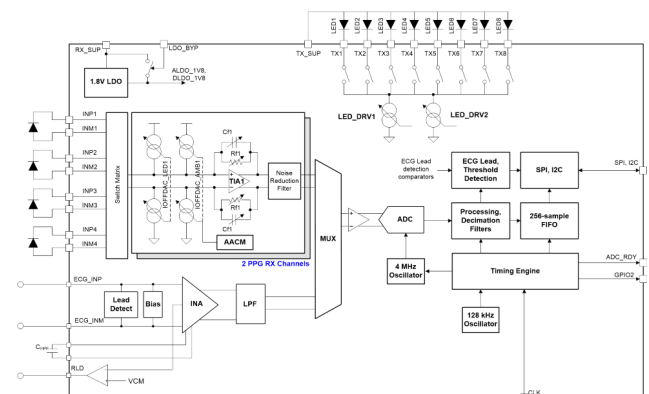 LED1 LED2 LED3 LED4 LED5 LED6 LED7 LED8
RX_SUP LDO_BYP TX_SUP TX1 TX2 TX3 TX4 TX5 TX6 TX7 TX8
1.8V LDO
ALDO_1V8,
DLDO_1V8
LED_DRV1 LED_DRV2
INP1
INM1
INP2
INM2
INP3
INM3
INP4
INM4
Switch Matrix
IOFFDAC_LED1
IOFFDAC_AMB1
Cf1
Rf1
TIA1
Rf1
Cf1
Noise
Reduction
Filter
AACM
2 PPG RX Channels
MUX
ADC
ECG Lead
detection
comparators
ECG Lead,
Threshold
Detection
SPI, I2C
SPI, I2C
Processing,
Decimation
Filters
256-sample
FIFO
4 MHz
Oscillator
Timing Engine
ADC_RDY
GPIO2
128 kHz
Oscillator
CLK
ECG_INP
Lead
Detect
Bias
INA
LPF
ECG_INM
CHPF
RLD
VCM